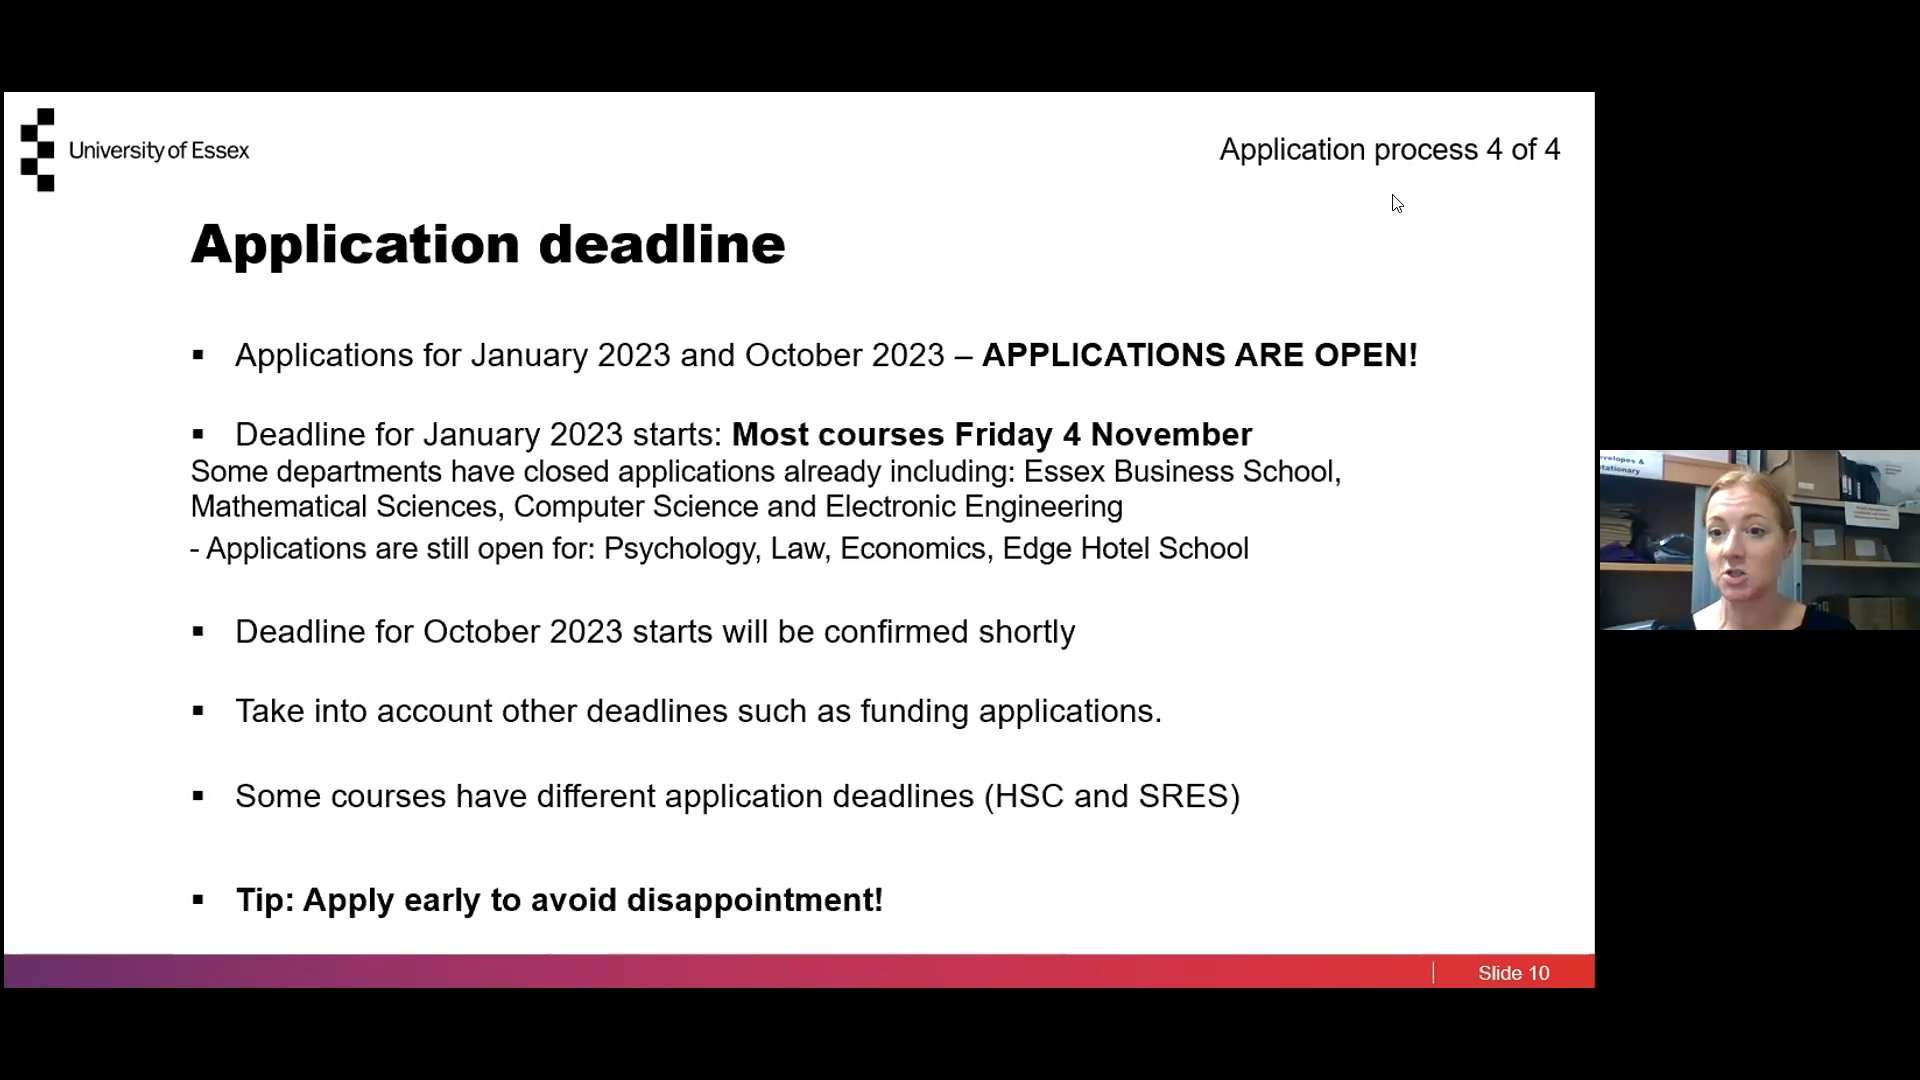 University of Essex
Application process 4 of 4
Application deadline
▪ Applications for January 2023 and October 2023 – APPLICATIONS ARE OPEN!
▪ Deadline for January 2023 starts: Most courses Friday 4 November
Some departments have closed applications already including: Essex Business School,
Mathematical Sciences, Computer Science and Electronic Engineering
- Applications are still open for: Psychology, Law, Economics, Edge Hotel School
▪ Deadline for October 2023 starts will be confirmed shortly
▪ Take into account other deadlines such as funding applications.
▪ Some courses have different application deadlines (HSC and SRES)
▪ Tip: Apply early to avoid disappointment!
Slide 10